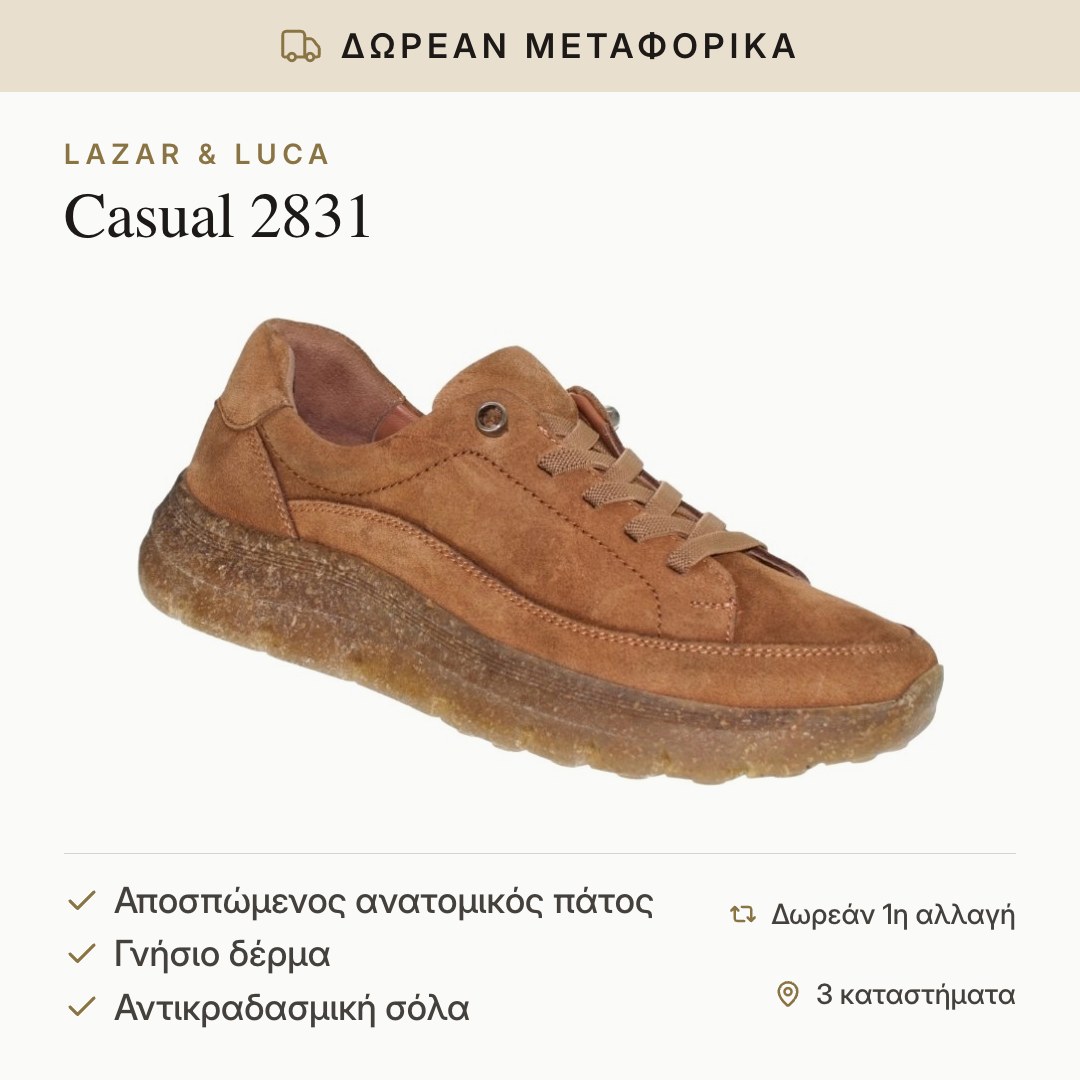 ΔΩΡΕΑΝ ΜΕΤΑΦΟΡΙΚΑ
LAZAR & LUCA
Casual 2831
Αποσπώμενος ανατομικός πάτος
Γνήσιο δέρμα
Αντικραδασμική σόλα
Δωρεάν 1η αλλαγή
3 καταστήματα